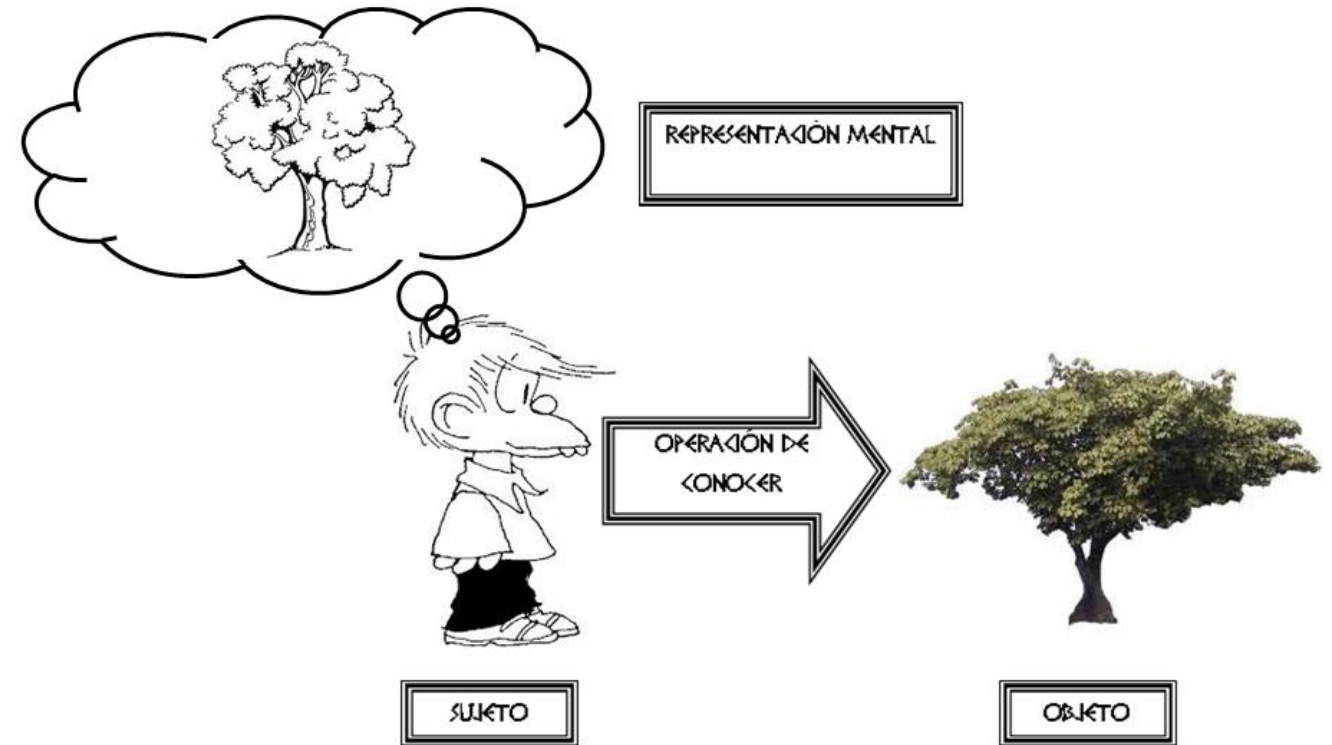 REPRESENTACIÓN MENTAL
OPERACIÓN DE
CONOCER
SUJETO
OBJETO